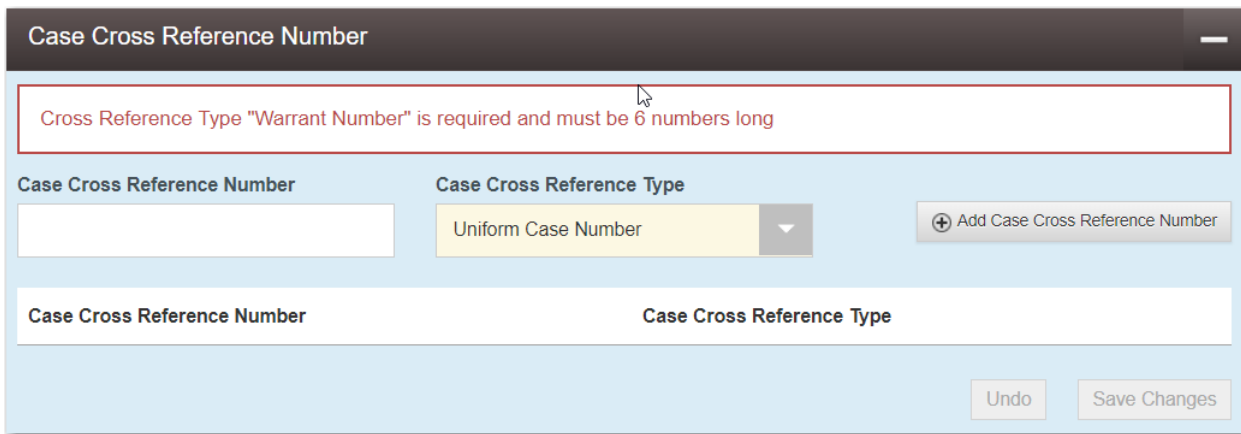 Case Cross Reference Number
Cross Reference Type "Warrant Number" is required and must be 6 numbers long
Case Cross Reference Number Case Cross Reference Type
Uniform Case Number
Add Case Cross Reference Number
Case Cross Reference Number Case Cross Reference Type
Undo Save Changes